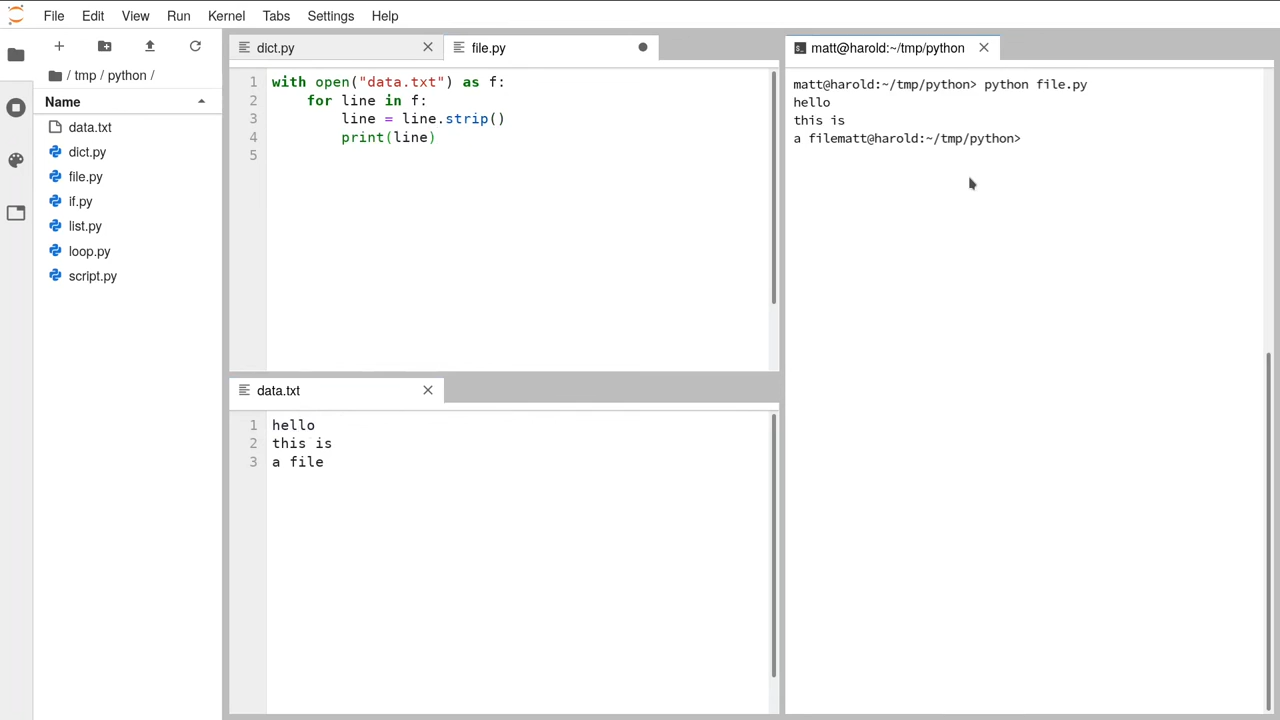 File Edit View Run Kernel Tabs Settings Help
/ tmp / python /
Name
data.txt
dict.py
file.py
if.py
list.py
loop.py
script.py
dict.py
file.py
1 with open("data.txt") as f:
2     for line in f:
3         line = line.strip()
4         print(line)
5
data.txt
1 hello
2 this is
3 a file
matt@harold:~/tmp/python
matt@harold:~/tmp/python> python file.py
hello
this is
a filematt@harold:~/tmp/python>